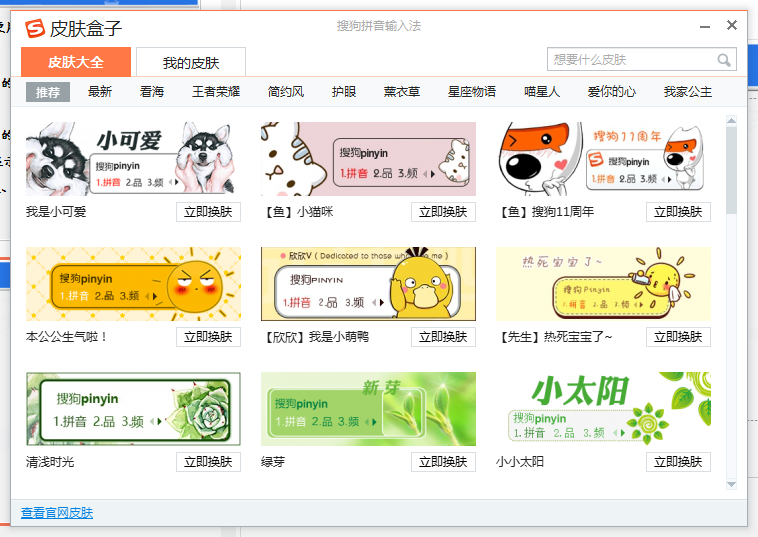 皮肤盒子
搜狗拼音输入法
皮肤大全
我的皮肤
想要什么皮肤
推荐 最新 看海 王者荣耀 简约风 护眼 薰衣草 星座物语 喵星人 爱你的心 我家公主
小可爱
搜狗pinyin
1.拼音 2.品 3.频
搜狗pinyin
1.拼音 2.品 3.频
搜狗11周年
搜狗pinyin
1.拼音 2.品 3.频
我是小可爱 立即换肤
【鱼】小猫咪 立即换肤
【鱼】搜狗11周年 立即换肤
搜狗pinyin
1.拼音 2.品 3.频
欣欣V ( Dedicated to those who
me )
搜狗PINYIN
1.拼音 2.品 3.频
热死宝宝了~
搜狗Pinyin
1.拼音 2.品 3.频
本公公生气啦！ 立即换肤
【欣欣】我是小萌鸭 立即换肤
【先生】热死宝宝了~ 立即换肤
搜狗pinyin
1.拼音 2.品 3.频
新芽
搜狗pinyin
1.拼音 2.品 3.频
小太阳
搜狗pinyin
1.拼音 2.品 3.频
清浅时光 立即换肤
绿芽 立即换肤
小小太阳 立即换肤
查看官网皮肤